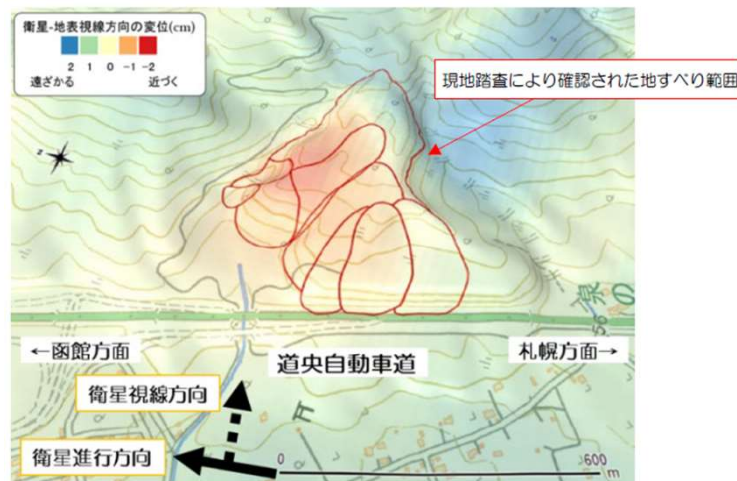 衛星-地表視線方向の変位(cm)
2 1 0 -1 -2
遠ざかる 近づく
現地踏査により確認された地すべり範囲
z
泉
の
56
←函館方面
道央自動車道
札幌方面→
衛星視線方向
衛星進行方向
0 600
m